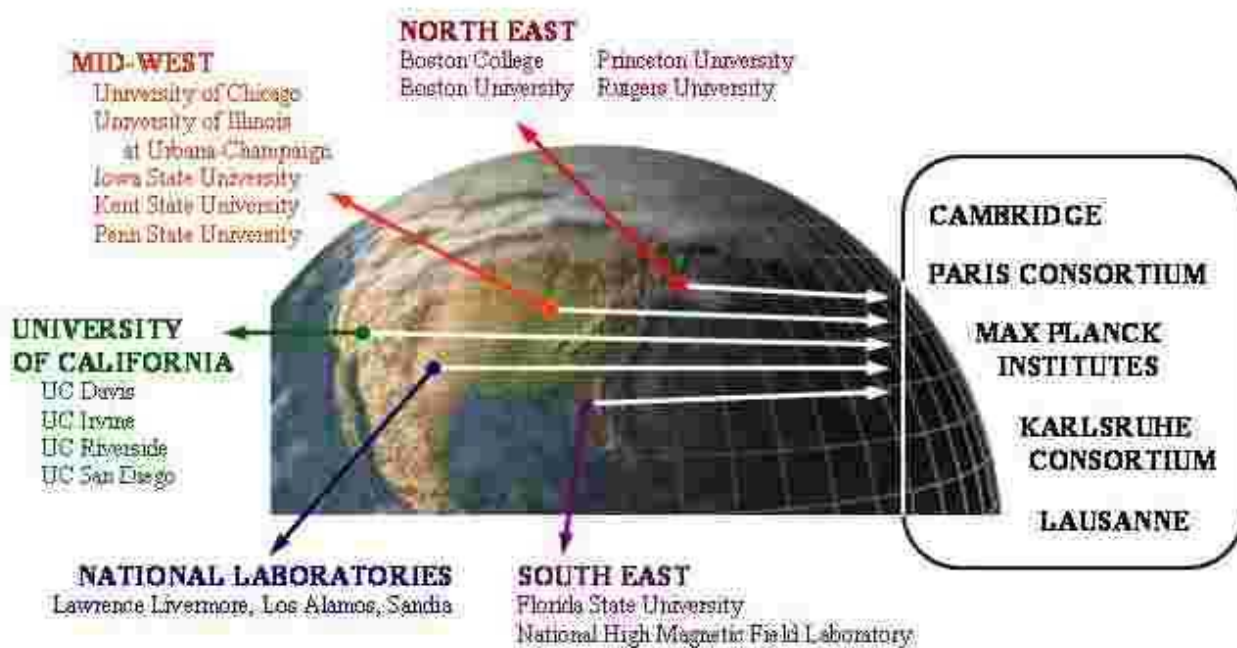 NORTH EAST
Boston College Princeton University
Boston University Rutgers University
MID-WEST
University of Chicago
University of Illinois
at Urbana-Champaign
Iowa State University
Kent State University
Penn State University
UNIVERSITY
OF CALIFORNIA
UC Davis
UC Irvine
UC Riverside
UC San Diego
NATIONAL LABORATORIES
Lawrence Livermore, Los Alamos, Sandia
SOUTH EAST
Florida State University
National High Magnetic Field Laboratory
CAMBRIDGE
PARIS CONSORTIUM
MAX PLANCK
INSTITUTES
KARLSRUHE
CONSORTIUM
LAUSANNE